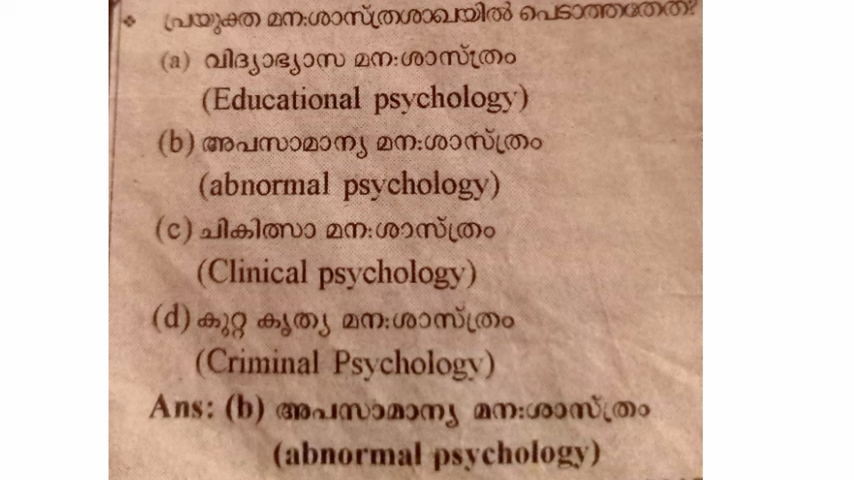 ❖ പ്രയുക്ത മന:ശാസ്ത്രശാഖയിൽ പെടാത്തതേത്?
(a) വിദ്യാഭ്യാസ മന:ശാസ്ത്രം
(Educational psychology)
(b) അപസാമാന്യ മന:ശാസ്ത്രം
(abnormal psychology)
(c) ചികിത്സാ മന:ശാസ്ത്രം
(Clinical psychology)
(d) കുറ്റ കൃത്യ മന:ശാസ്ത്രം
(Criminal Psychology)
Ans: (b) അപസാമാന്യ മന:ശാസ്ത്രം
(abnormal psychology)